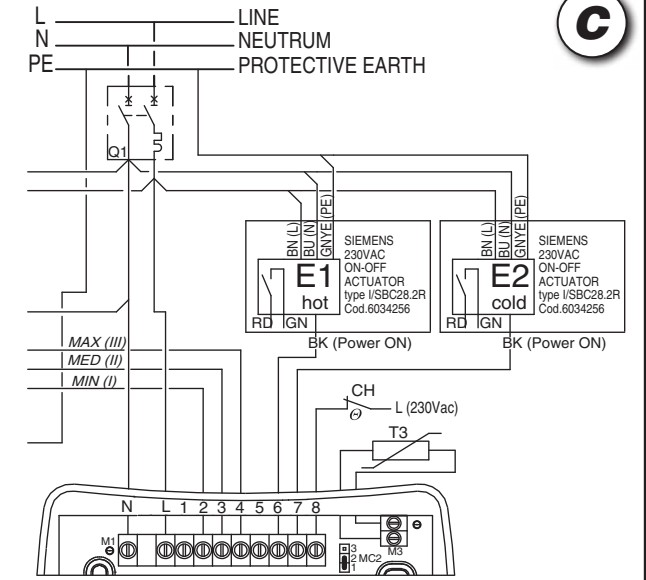 C
L LINE
N NEUTRUM
PE PROTECTIVE EARTH
Q1
BN (L)
BU (N)
GNYE (PE)
E1
hot
RD GN
SIEMENS
230VAC
ON-OFF
ACTUATOR
type I/SBC28.2R
Cod.6034256
BK (Power ON)
BN (L)
BU (N)
GNYE (PE)
E2
cold
RD GN
SIEMENS
230VAC
ON-OFF
ACTUATOR
type I/SBC28.2R
Cod.6034256
BK (Power ON)
MAX (III)
MED (II)
MIN (I)
CH
Θ
L (230Vac)
T3
N L 1 2 3 4 5 6 7 8
M1
3
2
1
MC2
M3